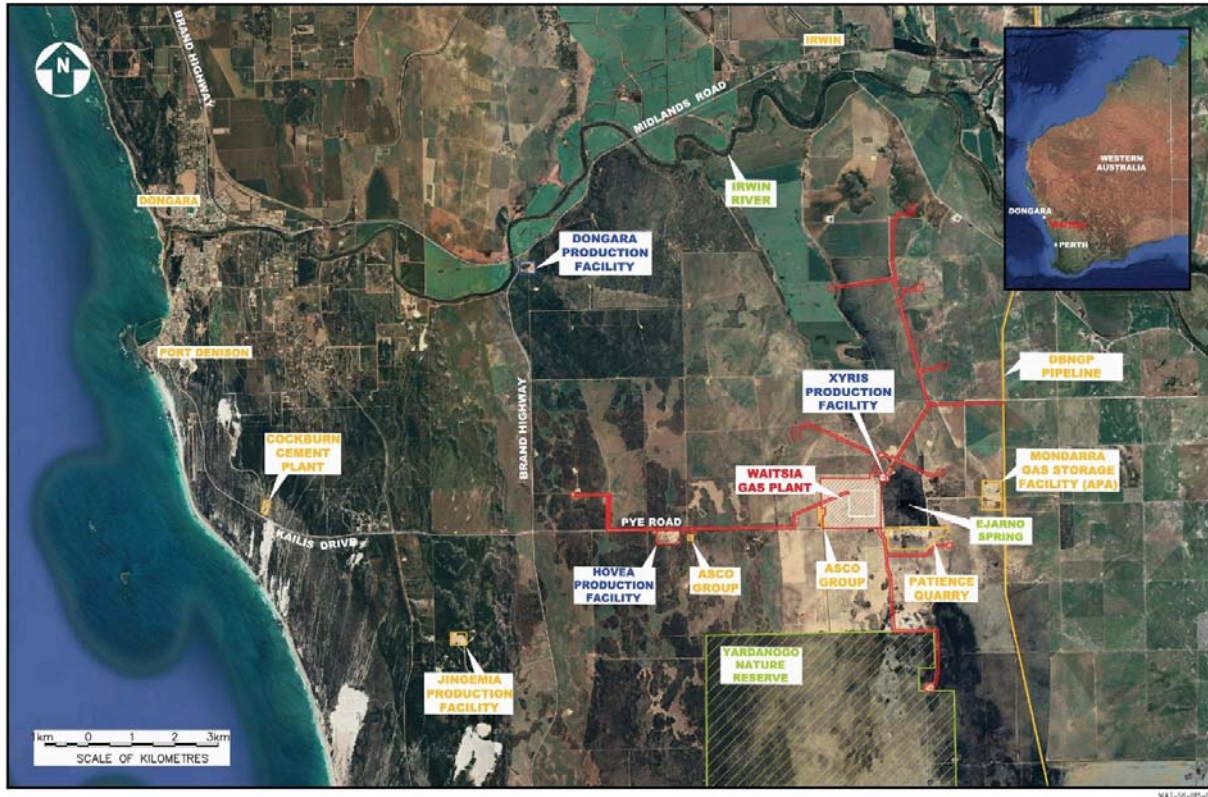 BRAND HIGHWAY
N
IRWIN
MIDLANDS ROAD
WESTERN
AUSTRALIA
DONGARA
PERTH
DONGARA
IRWIN
RIVER
DONGARA
PRODUCTION
FACILITY
PORT DENISON
BRAND HIGHWAY
DBNGP
PIPELINE
XYRIS
PRODUCTION
FACILITY
COCKBURN
CEMENT
PLANT
MONDARRA
GAS STORAGE
FACILITY (APA)
WAITSIA
GAS PLANT
PYE ROAD
KAILIS DRIVE
EJARNO
SPRING
HOVEA
PRODUCTION
FACILITY
ASCO
GROUP
ASCO
GROUP
PATIENCE
QUARRY
YARDANOGO
NATURE
RESERVE
JINGEMIA
PRODUCTION
FACILITY
1km 0 1 2 3km
SCALE OF KILOMETRES